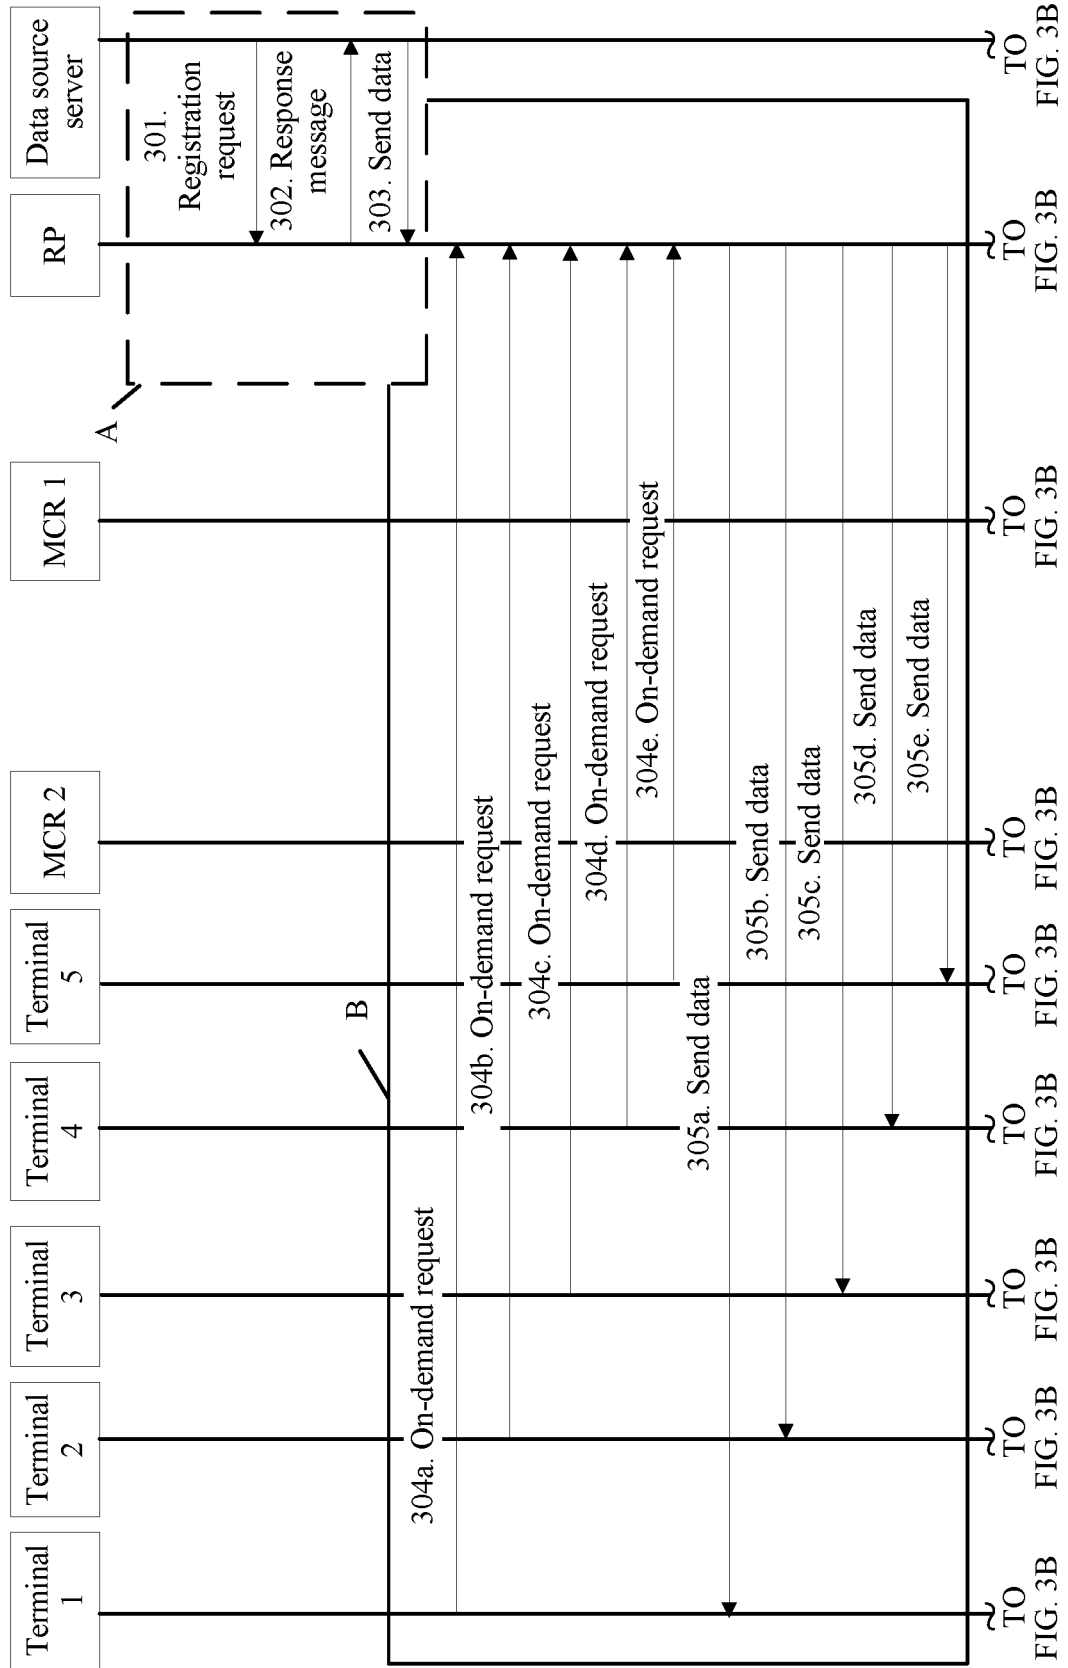 Terminal
1
Terminal
2
Terminal
3
Terminal
4
Terminal
5
MCR 2
MCR 1
RP
Data source
server
A
301.
Registration
request
302. Response
message
303. Send data
B
304a. On-demand request
304b. On-demand request
304c. On-demand request
304d. On-demand request
304e. On-demand request
305a. Send data
305b. Send data
305c. Send data
305d. Send data
305e. Send data
TO
FIG. 3B
TO
FIG. 3B
TO
FIG. 3B
TO
FIG. 3B
TO
FIG. 3B
TO
FIG. 3B
TO
FIG. 3B
TO
FIG. 3B
TO
FIG. 3B